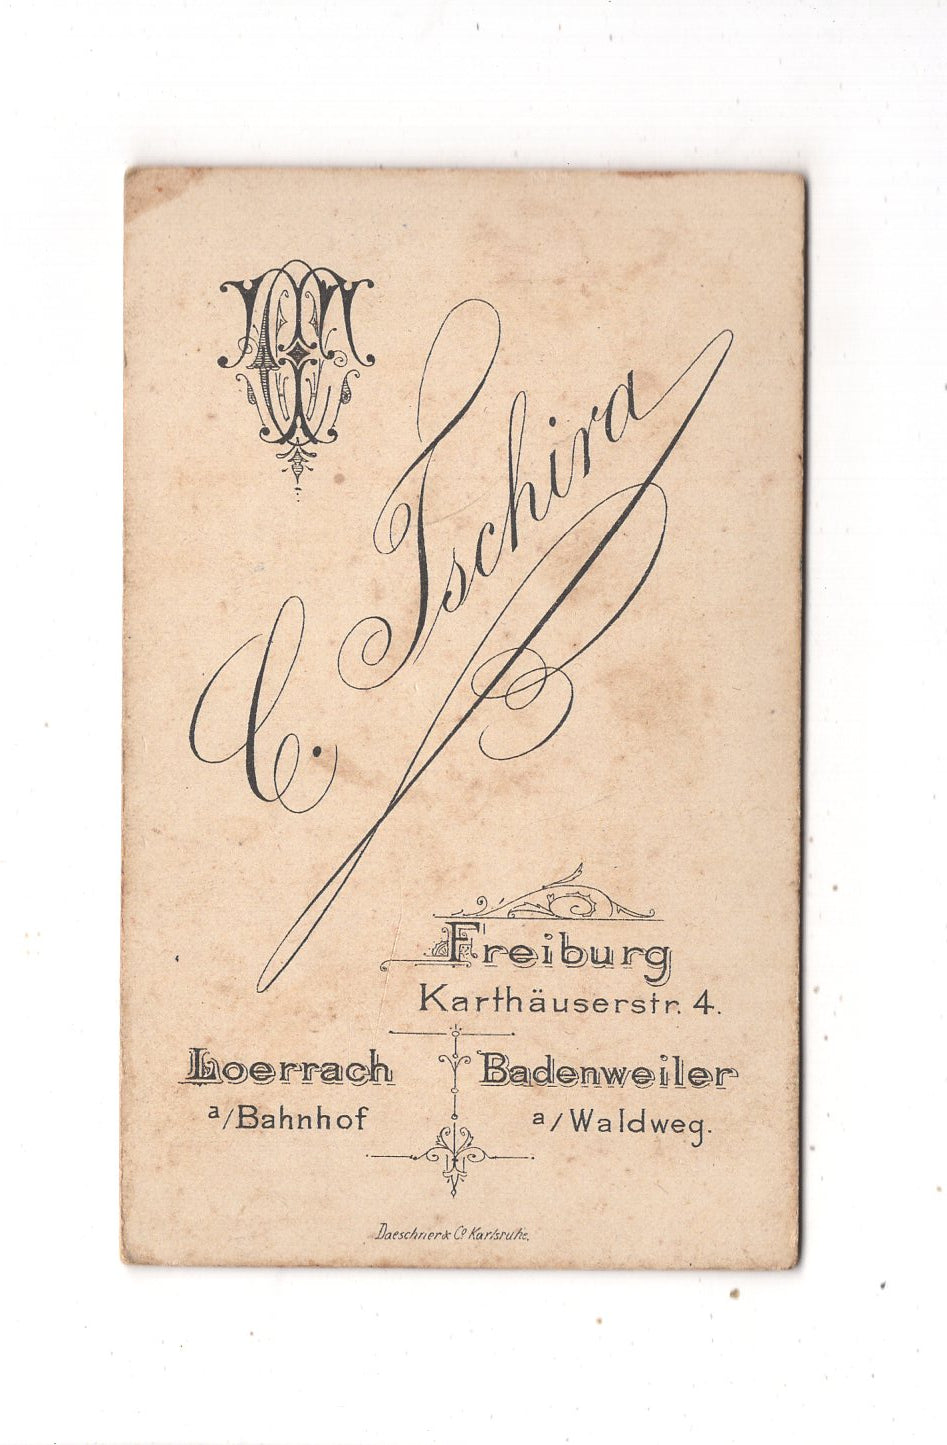 C. Tschira
Freiburg
Karthäuserstr. 4.
Loerrach
a/Bahnhof
Badenweiler
a/Waldweg.
Daeschner & Co Karlsruhe.